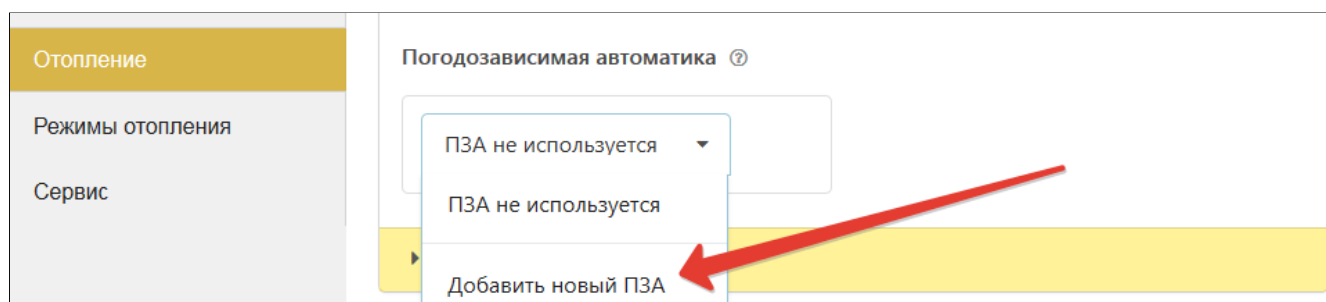 Отопление
Режимы отопления
Сервис
Погодозависимая автоматика ?
ПЗА не используется
ПЗА не используется
Добавить новый ПЗА